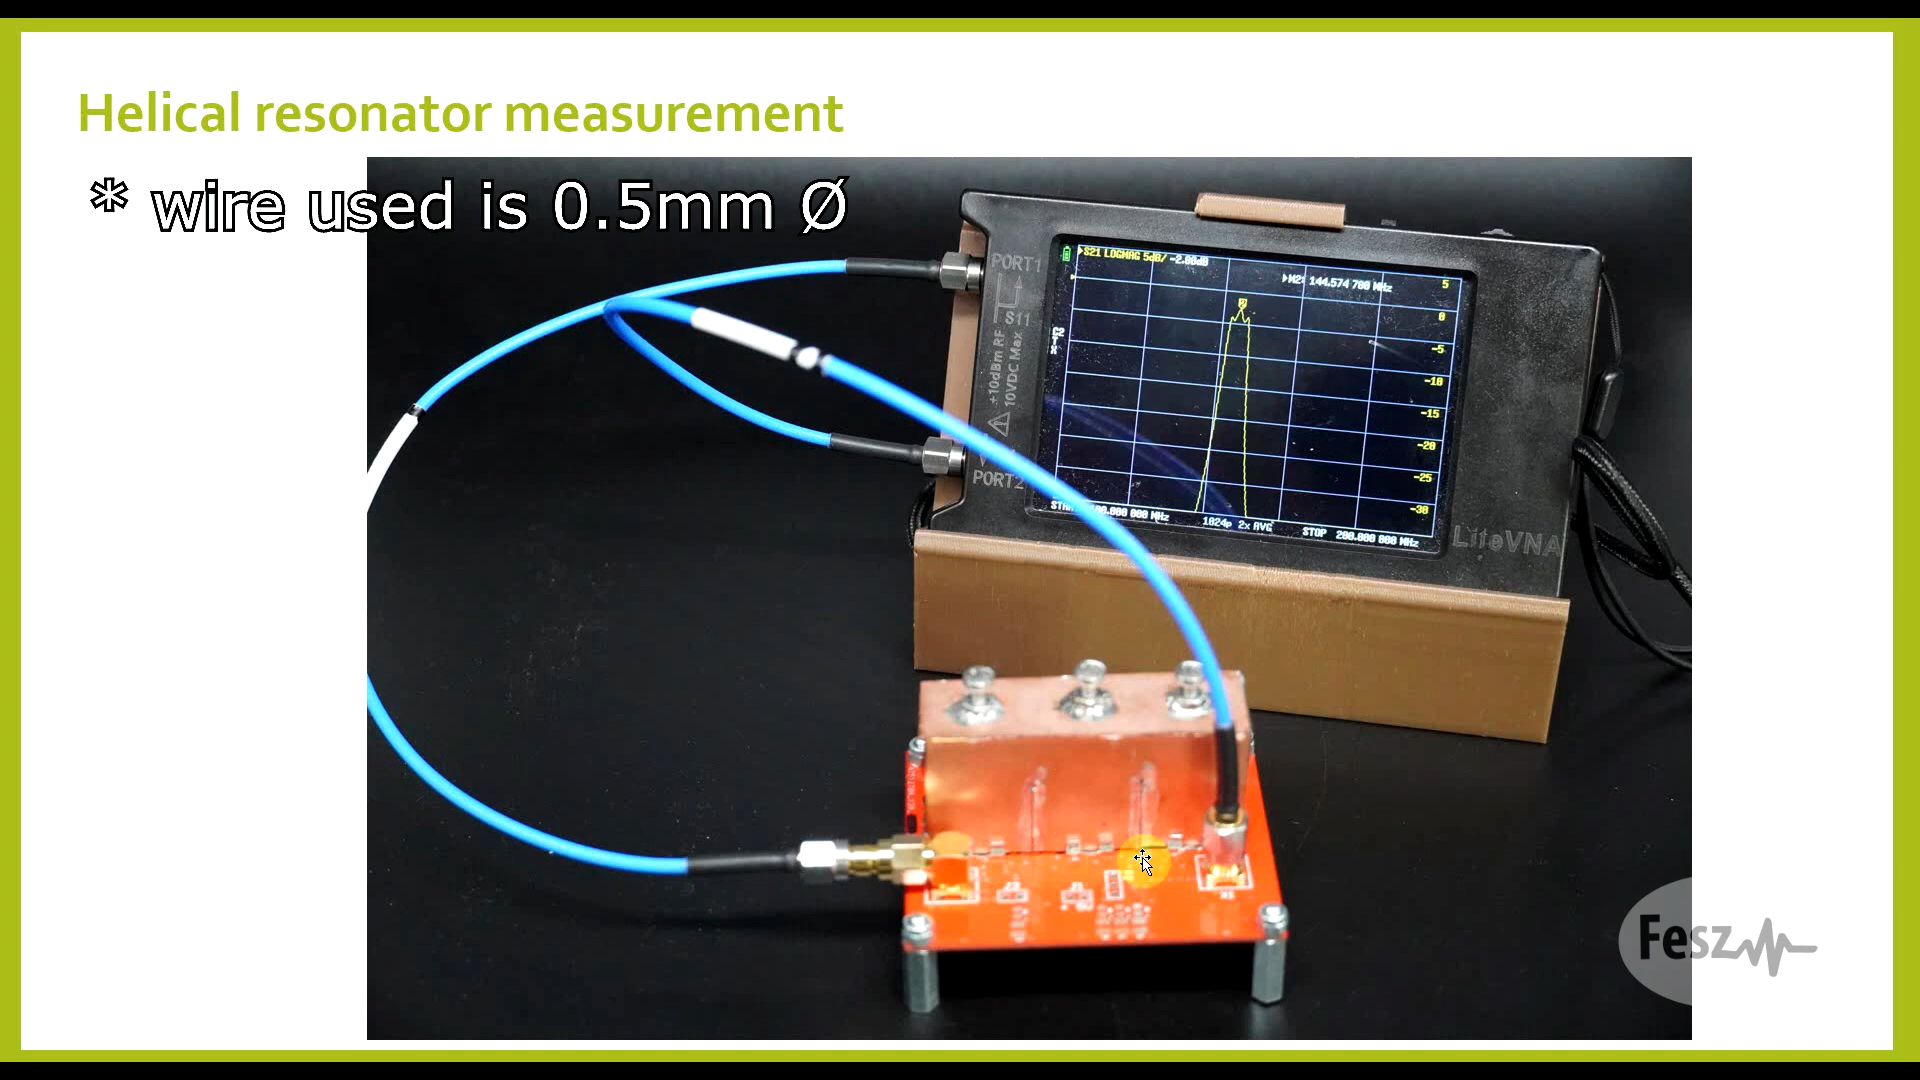 Helical resonator measurement
* wire used is 0.5mm Ø
PORT1
S11
+10dBm RF
10VDC Max
PORT2
S21 LOGMAG 5dB/ -2.00dB
M2: 144.574 700 MHz
5
0
-5
-10
-15
-20
-25
-30
1024p 2x AVG
STOP 200.000 000 MHz
LiteVNA
Fesz